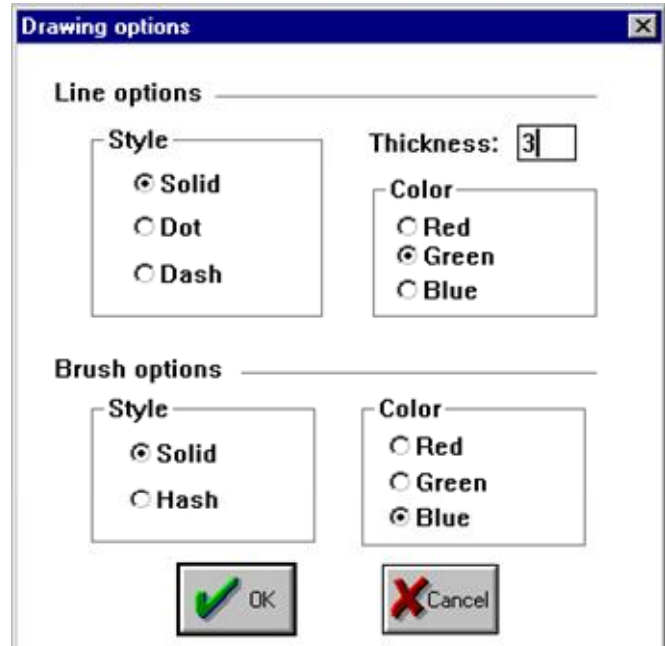 Drawing options
Line options
Style
Solid
Dot
Dash
Thickness: 3
Color
Red
Green
Blue
Brush options
Style
Solid
Hash
Color
Red
Green
Blue
OK
Cancel